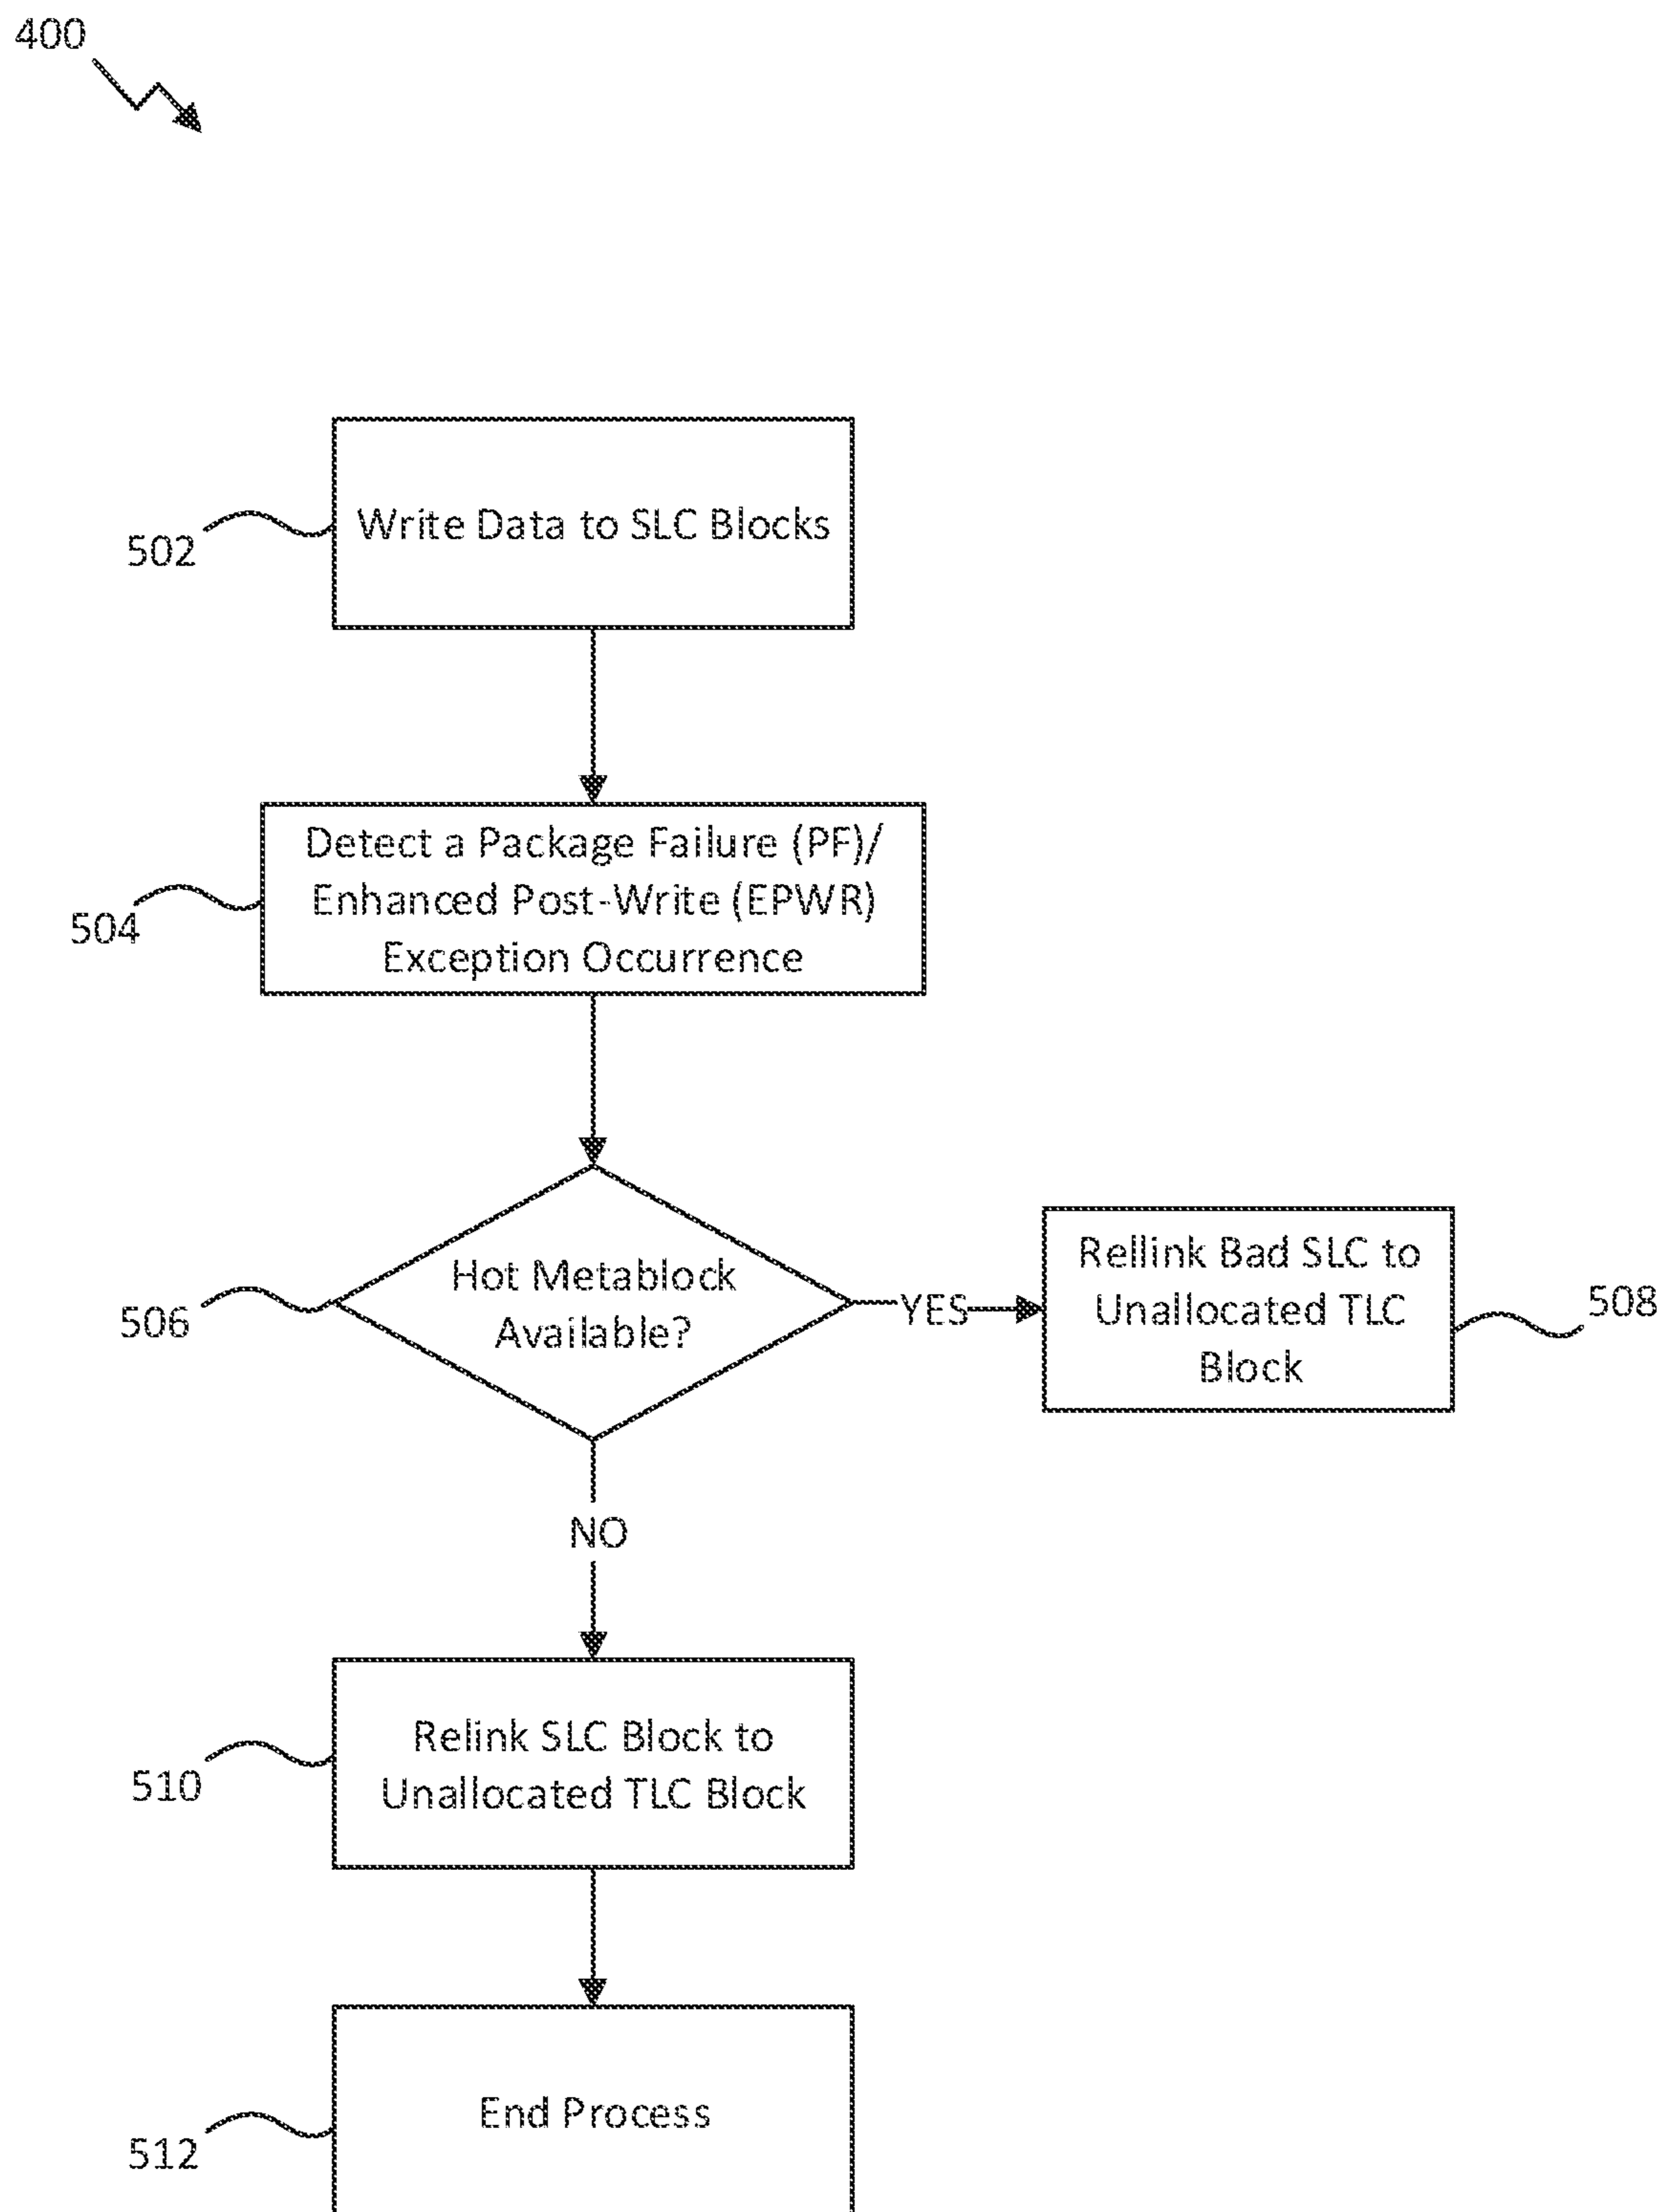 400
Write Data to SLC Blocks
502
Detect a Package Failure (PF)/
Enhanced Post-Write (EPWR)
Exception Occurrence
504
Hot Metablock
Available?
506
YES
Rellink Bad SLC to
Unallocated TLC
Block
508
NO
Relink SLC Block to
Unallocated TLC Block
510
End Process
512